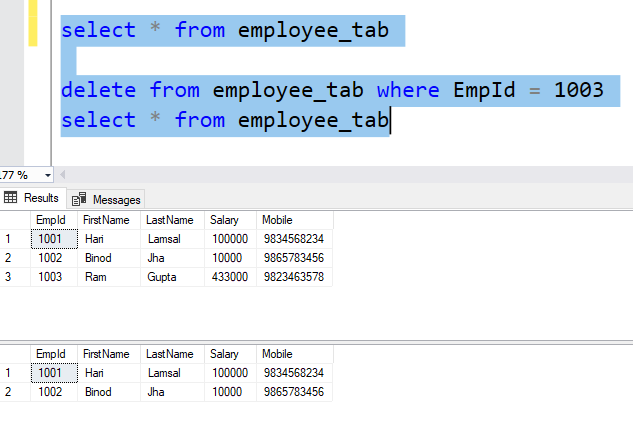 select * from employee_tab
delete from employee_tab where EmpId = 1003
select * from employee_tab
.77 %
Results Messages
EmpId FirstName LastName Salary Mobile
1 1001 Hari Lamsal 100000 9834568234
2 1002 Binod Jha 10000 9865783456
3 1003 Ram Gupta 433000 9823463578
EmpId FirstName LastName Salary Mobile
1 1001 Hari Lamsal 100000 9834568234
2 1002 Binod Jha 10000 9865783456